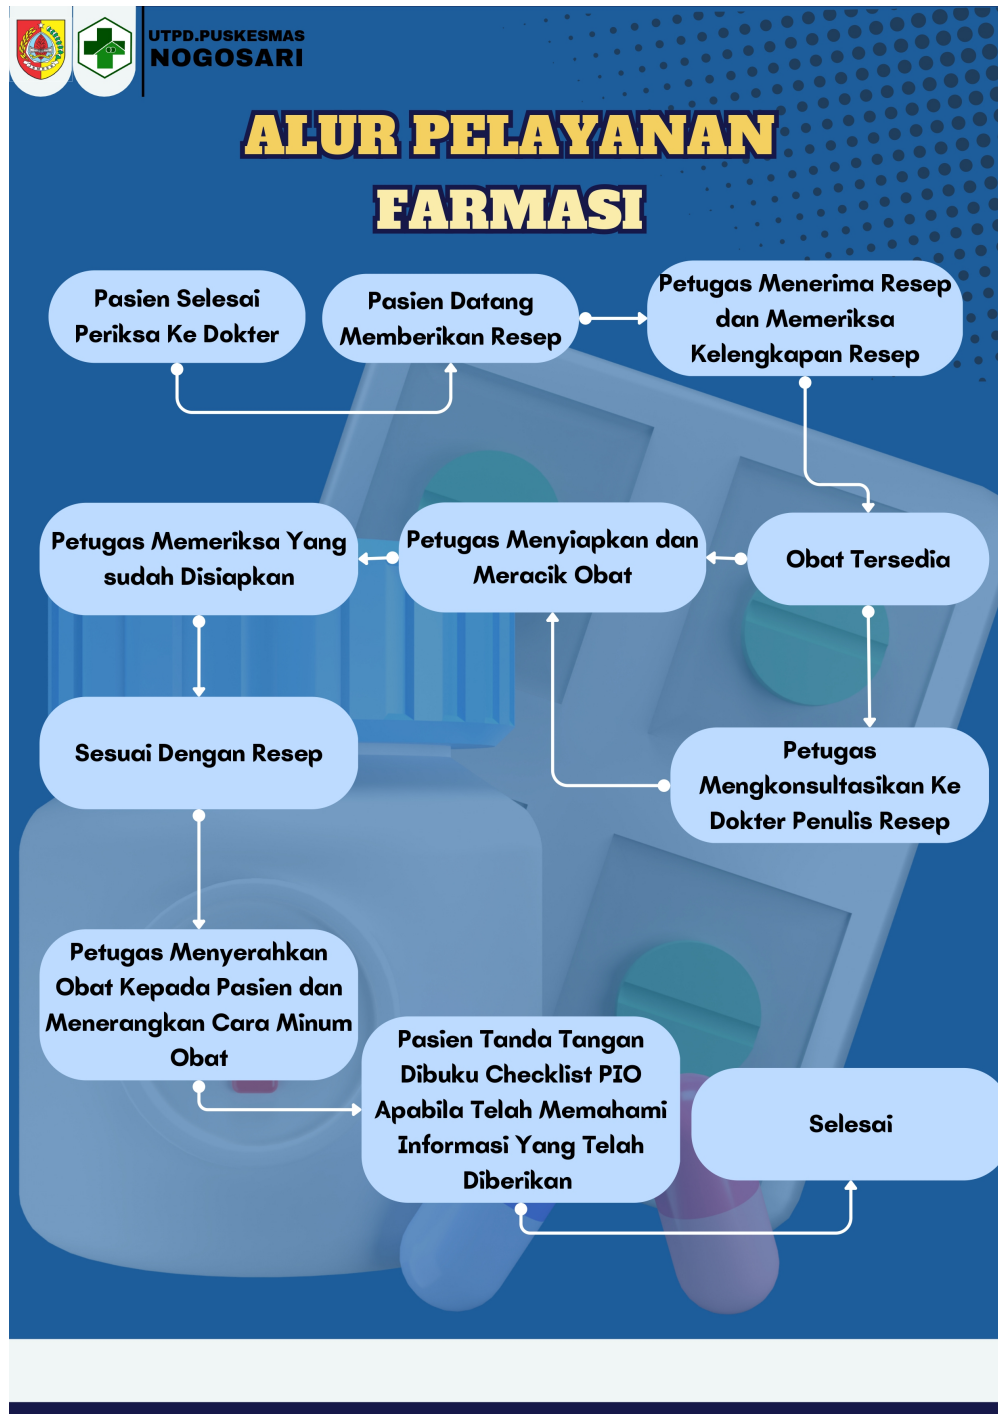 UTPD.PUSKESMAS
NOGOSARI
ALUR PELAYANAN
FARMASI
Pasien Selesai
Periksa Ke Dokter
Pasien Datang
Memberikan Resep
Petugas Menerima Resep
dan Memeriksa
Kelengkapan Resep
Obat Tersedia
Petugas Menyiapkan dan
Meracik Obat
Petugas Memeriksa Yang
sudah Disiapkan
Petugas
Mengkonsultasikan Ke
Dokter Penulis Resep
Sesuai Dengan Resep
Petugas Menyerahkan
Obat Kepada Pasien dan
Menerangkan Cara Minum
Obat
Pasien Tanda Tangan
Dibuku Checklist PIO
Apabila Telah Memahami
Informasi Yang Telah
Diberikan
Selesai